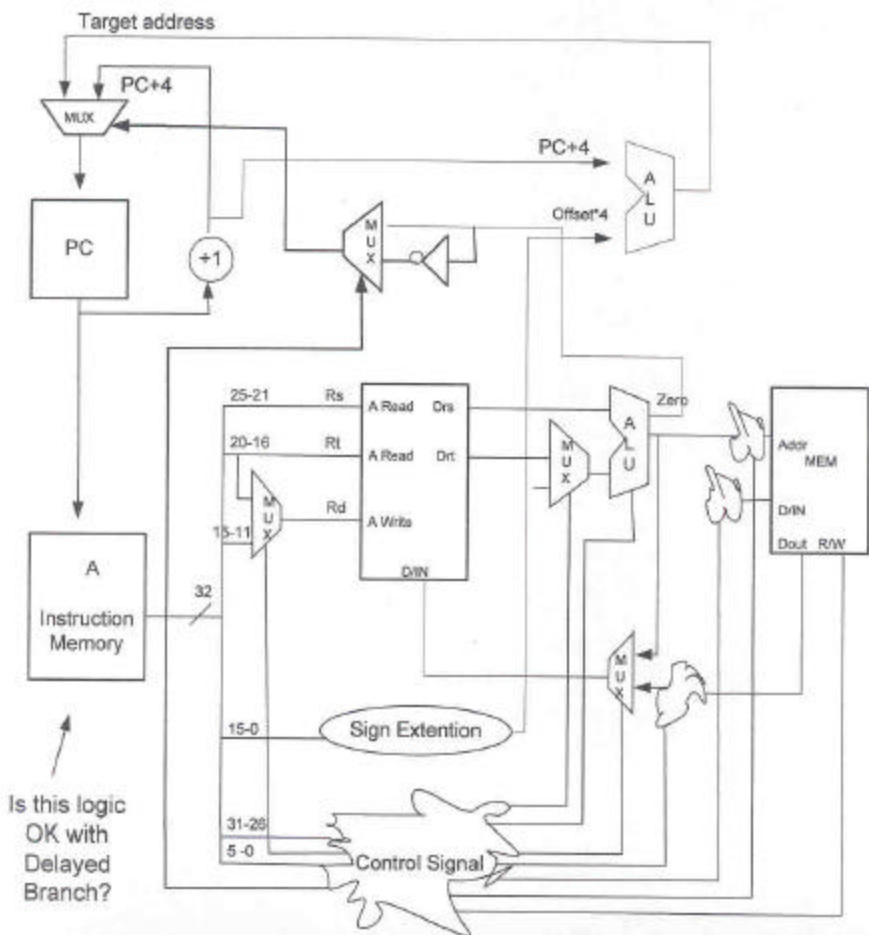 Target address
PC+4
MUX
PC+4
A
L
U
Offset*4
M
U
X
PC
+1
25-21
Rs
A Read
Drs
Zero
20-16
Rt
A Read
Drt
M
U
X
A
L
U
Addr
MEM
M
U
X
Rd
A Write
D/IN
15-11
Dout
R/W
D/IN
A
Instruction
Memory
32
M
U
X
15-0
Sign Extention
Is this logic
OK with
Delayed
Branch?
31-26
5 -0
Control Signal